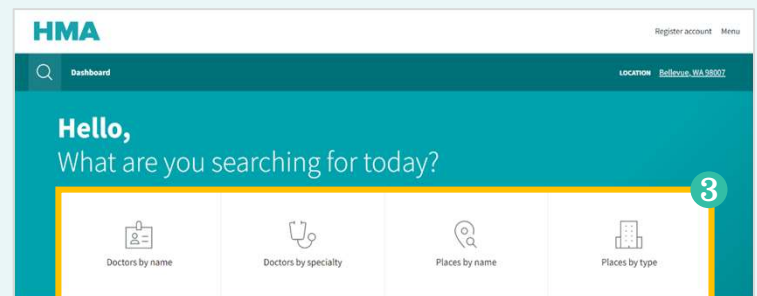 HMA
Register account Menu
Dashboard LOCATION Bellevue, WA 98007
Hello,
What are you searching for today?
3
Doctors by name Doctors by specialty Places by name Places by type